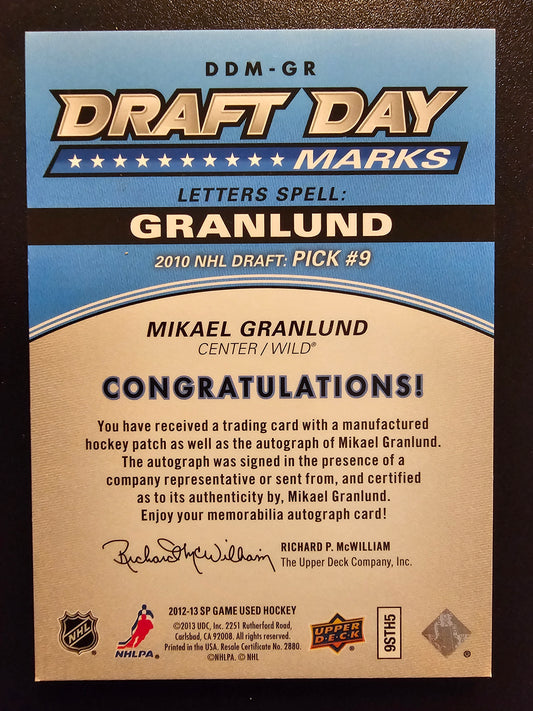 DDM-GR
DRAFT DAY
MARKS
LETTERS SPELL:
GRANLUND
2010 NHL DRAFT: PICK #9
MIKAEL GRANLUND
CENTER / WILD®
CONGRATULATIONS!
You have received a trading card with a manufactured
hockey patch as well as the autograph of Mikael Granlund.
The autograph was signed in the presence of a
company representative or sent from, and certified
as to its authenticity by, Mikael Granlund.
Enjoy your memorabilia autograph card!
Richard P. McWilliam
RICHARD P. McWILLIAM
The Upper Deck Company, Inc.
2012-13 SP GAME USED HOCKEY
©2013 UDC, Inc. 2251 Rutherford Road,
Carlsbad, CA 92008. All rights reserved.
Printed in the USA. Resale Certificate No. 2880.
©NHLPA. © NHL
NHL
NHLPA.
UPPER
DECK
9STH5